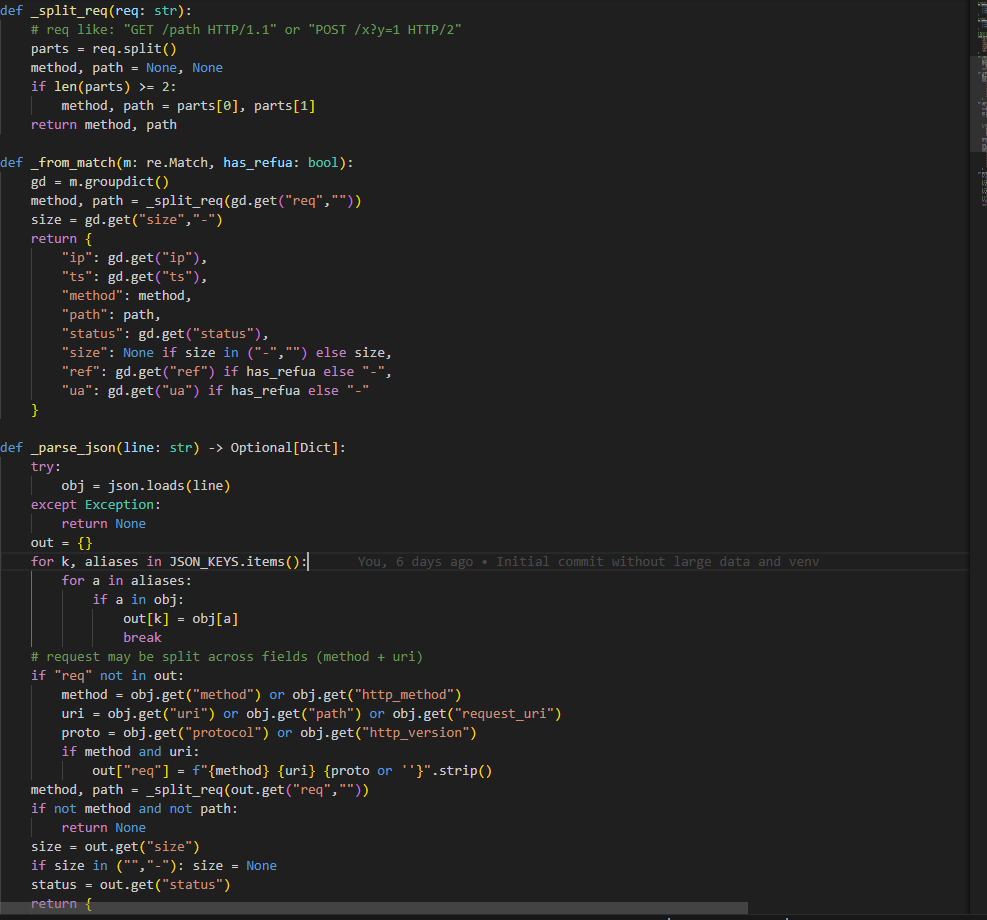 def _split_req(req: str):
    # req like: "GET /path HTTP/1.1" or "POST /x?y=1 HTTP/2"
    parts = req.split()
    method, path = None, None
    if len(parts) >= 2:
        method, path = parts[0], parts[1]
    return method, path

def _from_match(m: re.Match, has_refua: bool):
    gd = m.groupdict()
    method, path = _split_req(gd.get("req",""))
    size = gd.get("size","-")
    return {
        "ip": gd.get("ip"),
        "ts": gd.get("ts"),
        "method": method,
        "path": path,
        "status": gd.get("status"),
        "size": None if size in ("-","") else size,
        "ref": gd.get("ref") if has_refua else "-",
        "ua": gd.get("ua") if has_refua else "-"
    }

def _parse_json(line: str) -> Optional[Dict]:
    try:
        obj = json.loads(line)
    except Exception:
        return None
    out = {}
    for k, aliases in JSON_KEYS.items():     You, 6 days ago • Initial commit without large data and venv
        for a in aliases:
            if a in obj:
                out[k] = obj[a]
                break
    # request may be split across fields (method + uri)
    if "req" not in out:
        method = obj.get("method") or obj.get("http_method")
        uri = obj.get("uri") or obj.get("path") or obj.get("request_uri")
        proto = obj.get("protocol") or obj.get("http_version")
        if method and uri:
            out["req"] = f"{method} {uri} {proto or ''}".strip()
    method, path = _split_req(out.get("req",""))
    if not method and not path:
        return None
    size = out.get("size")
    if size in ("","-"): size = None
    status = out.get("status")
    return {